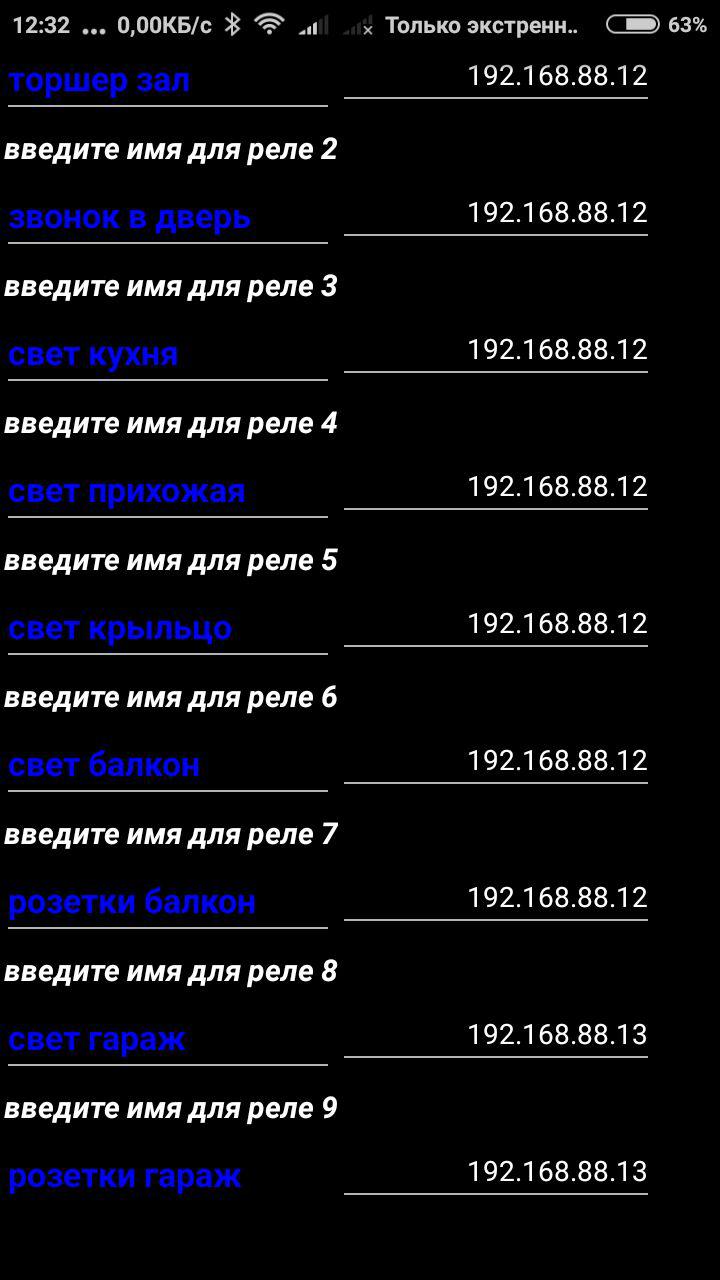 12:32 ... 0,00КБ/с Только экстренн.. 63%
торшер зал 192.168.88.12
введите имя для реле 2
звонок в дверь 192.168.88.12
введите имя для реле 3
свет кухня 192.168.88.12
введите имя для реле 4
свет прихожая 192.168.88.12
введите имя для реле 5
свет крыльцо 192.168.88.12
введите имя для реле 6
свет балкон 192.168.88.12
введите имя для реле 7
розетки балкон 192.168.88.12
введите имя для реле 8
свет гараж 192.168.88.13
введите имя для реле 9
розетки гараж 192.168.88.13